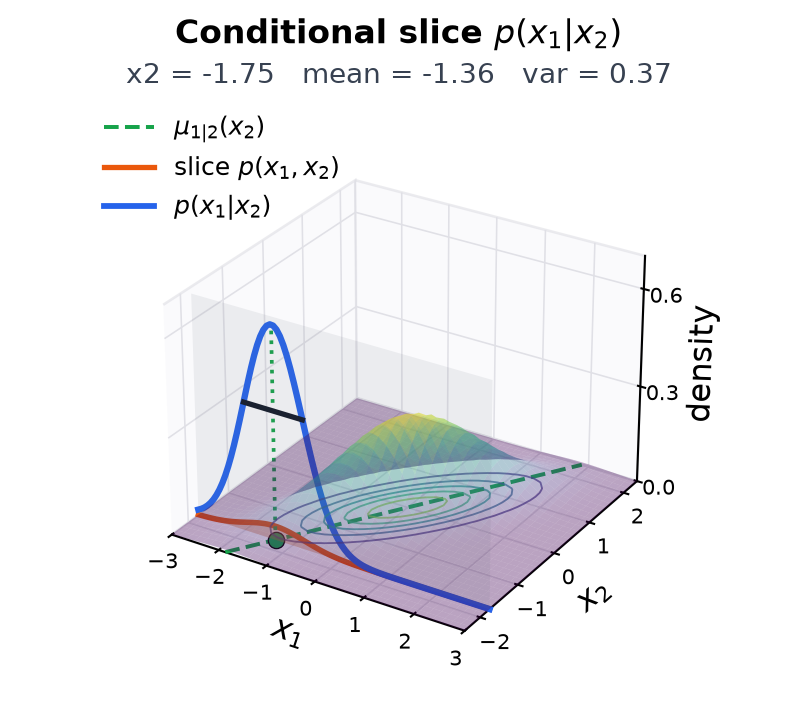 Conditional slice p(x₁|x₂)
x2 = -1.75   mean = -1.36   var = 0.37
μ₁|₂(x₂)
slice p(x₁, x₂)
p(x₁|x₂)
0.6
0.3
0.0
density
−3
−2
−1
0
1
2
3
x₁
−2
−1
0
1
2
x₂